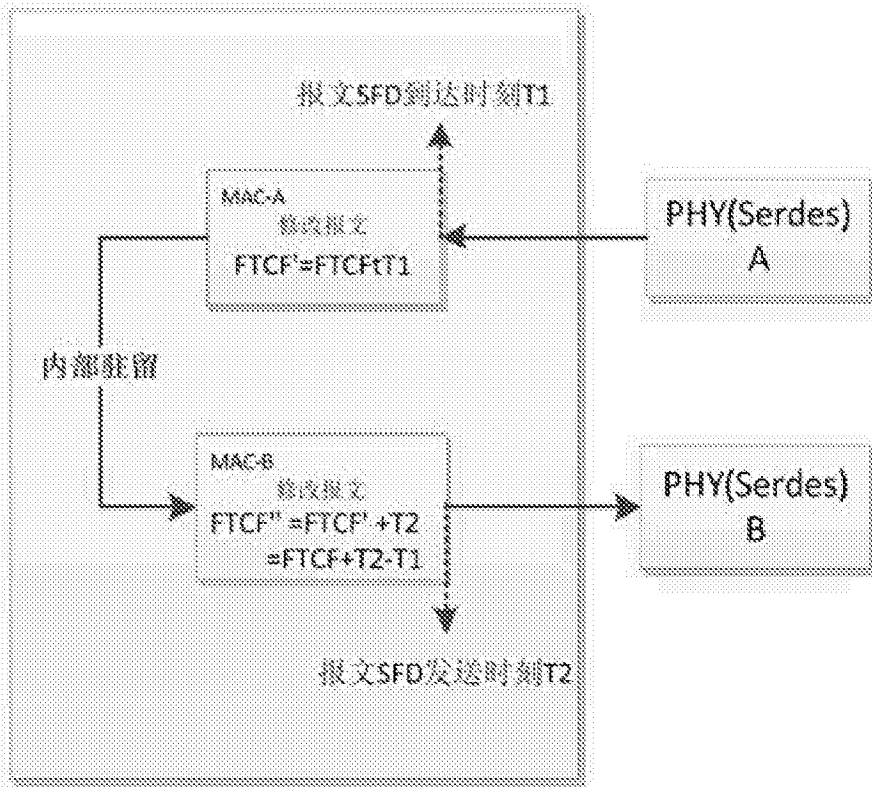 报文SFD到达时刻T1
MAC-A
修改报文
FTCF'=FTCFtT1
PHY(Serdes)
A
内部驻留
MAC-B
修改报文
FTCF''=FTCF'+T2
=FTCF+T2-T1
PHY(Serdes)
B
报文SFD发送时刻T2